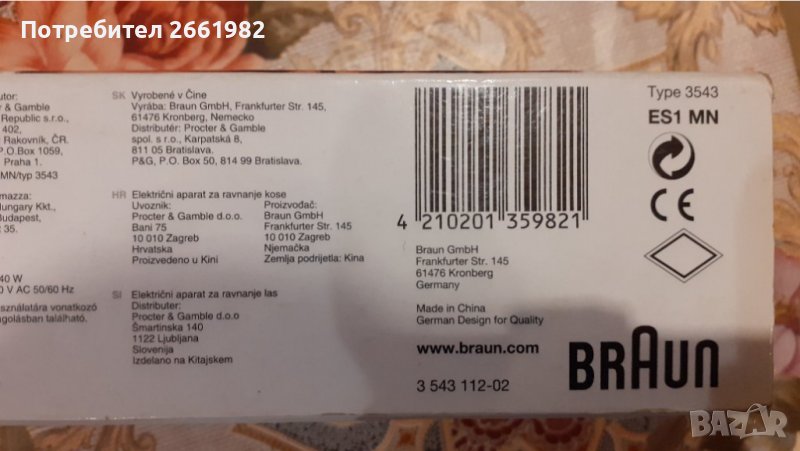 Потребител 2661982
utor:
r & Gamble
Republic s.r.o.,
402,
Rakovník, ČR.
P.O.Box 1059,
Praha 1.
MN/typ 3543
mazza:
Hungary Kkt.,
Budapest,
t 35.
40 W
0 V AC 50/60 Hz
ználatára vonatkozó
golásban található.
SK Vyrobené v Číne
Výrába: Braun GmbH, Frankfurter Str. 145,
61476 Kronberg, Nemecko
Distribútér: Procter & Gamble
spol. s r.o., Karpatská 8,
811 05 Bratislava.
P&G, P.O. Box 50, 814 99 Bratislava.
HR Električni aparat za ravnanje kose
Uvoznik:
Procter & Gamble d.o.o.
Bani 75
10 010 Zagreb
Hrvatska
Proizvedeno u Kini
Proizvođač:
Braun GmbH
Frankfurter Str. 145
10 010 Zagreb
Njemačka
Zemlja podrijetla: Kina
SI Električni aparat za ravnanje las
Distributer:
Procter & Gamble d.o.o
Šmartinska 140
1122 Ljubljana
Slovenija
Izdelano na Kitajskem
4 210201 359821
Braun GmbH
Frankfurter Str. 145
61476 Kronberg
Germany
Made in China
German Design for Quality
www.braun.com
3 543 112-02
Type 3543
ES1 MN
CE
BRAUN
BAZAR